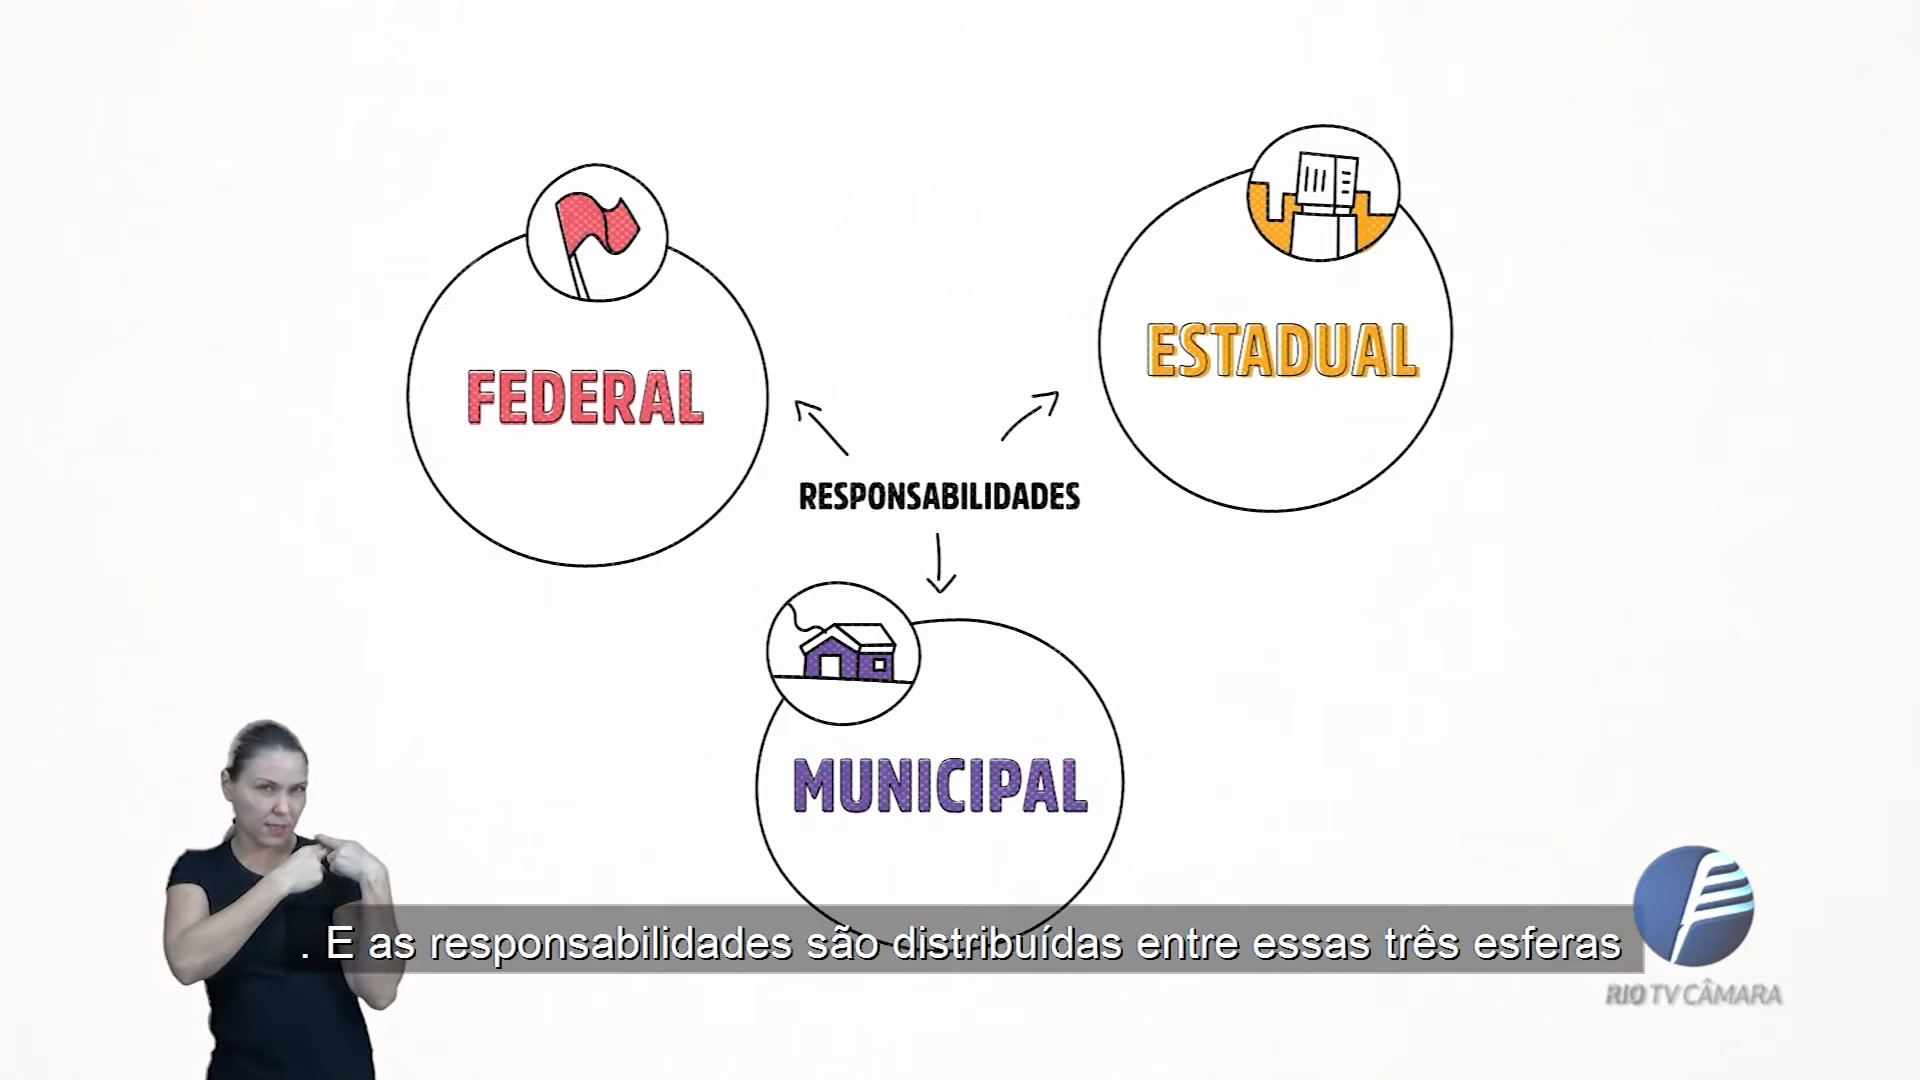 FEDERAL
ESTADUAL
RESPONSABILIDADES
MUNICIPAL
. E as responsabilidades são distribuídas entre essas três esferas
RIO TV CÂMARA